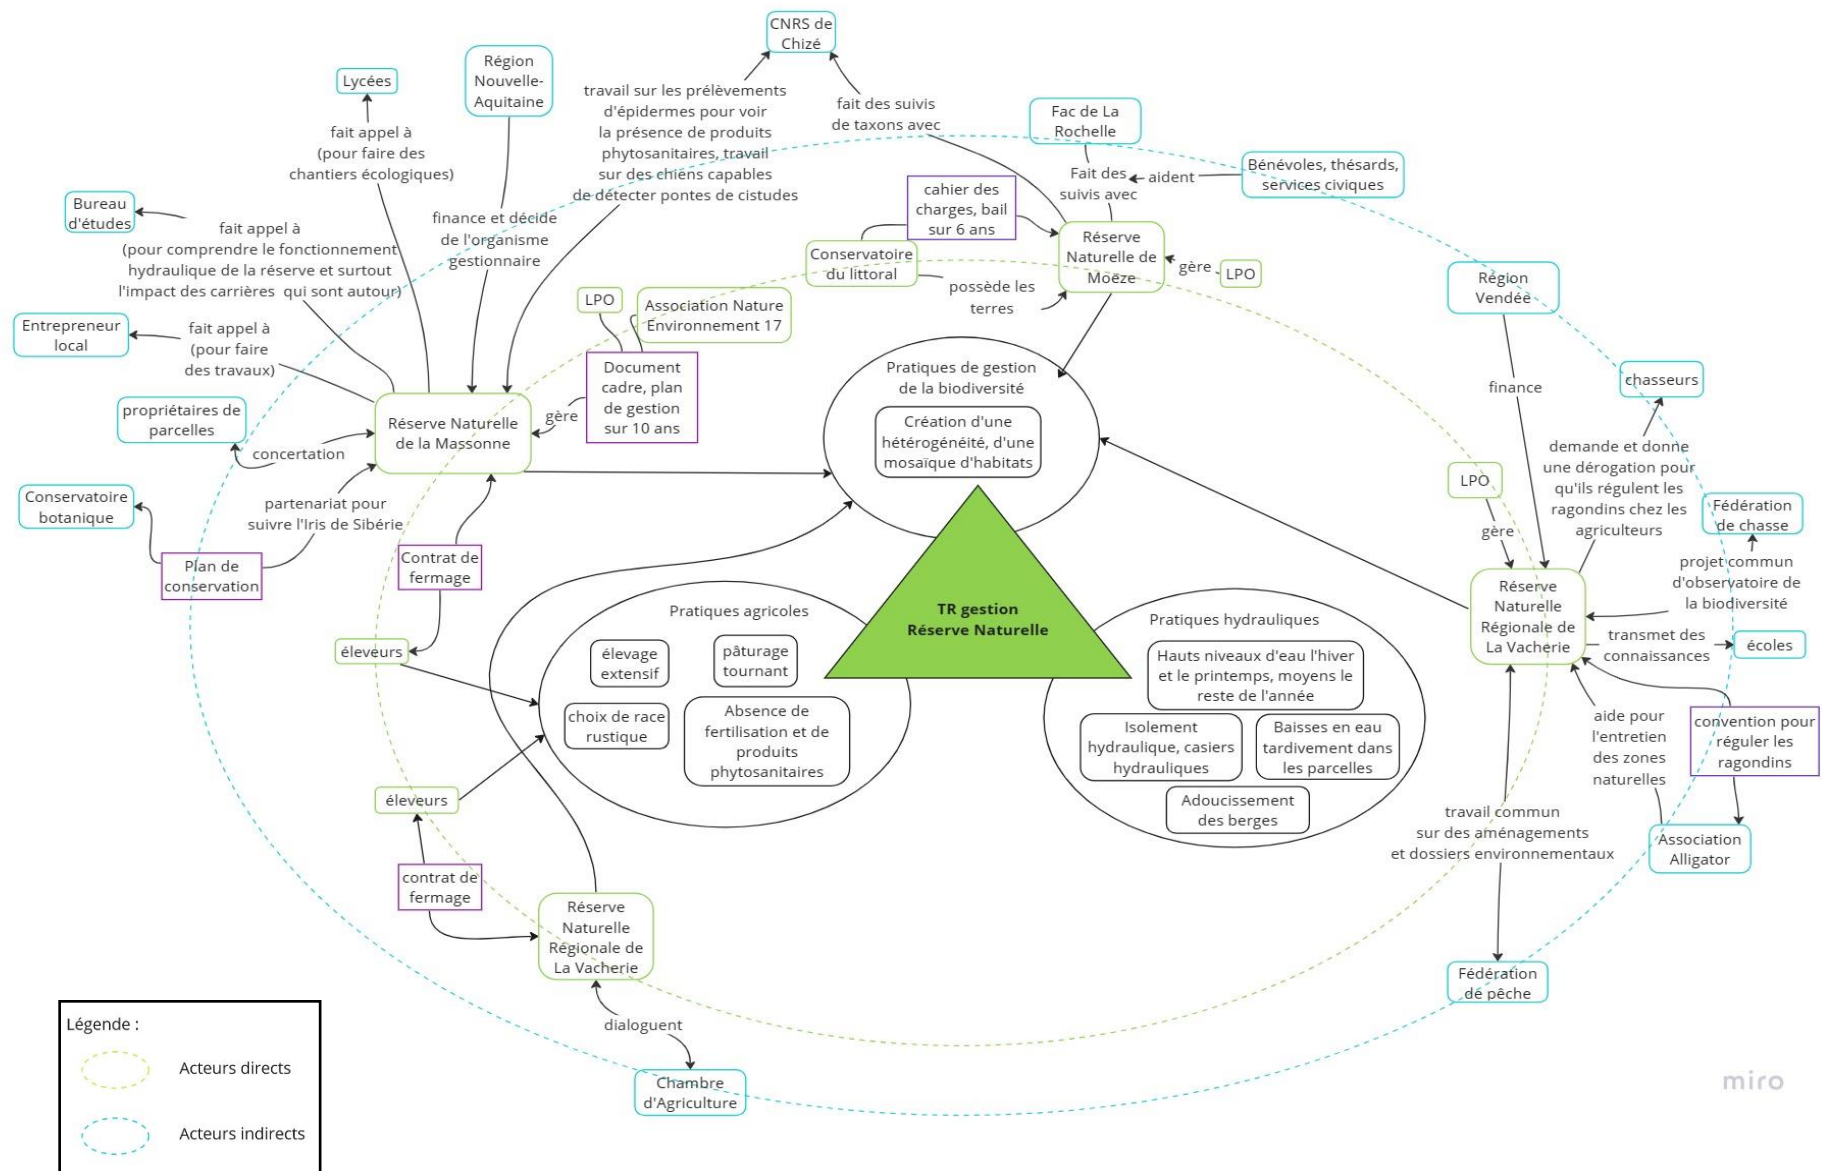 CNRS de
Chizé
Région
Nouvelle-
Aquitaine
Lycées
travail sur les prélèvements
d'épidermes pour voir
la présence de produits
phytosanitaires, travail
sur des chiens capables
de détecter pontes de cistudes
fait des suivis
de taxons avec
Fac de La
Rochelle
fait appel à
(pour faire des
chantiers écologiques)
Bénévoles, thésards,
services civiques
aident
Fait des
suivis avec
cahier des
charges, bail
sur 6 ans
Bureau
d'études
fait appel à
(pour comprendre le fonctionnement
hydraulique de la réserve et surtout
l'impact des carrières qui sont autour)
finance et décide
de l'organisme
gestionnaire
Conservatoire
du littoral
Réserve
Naturelle de
Moëze
gère
LPO
possède les
terres
Région
Vendée
LPO
Association Nature
Environnement 17
Entrepreneur
local
fait appel à
(pour faire
des travaux)
Document
cadre, plan
de gestion
sur 10 ans
gère
Pratiques de gestion
de la biodiversité
Création d'une
hétérogénéité, d'une
mosaïque d'habitats
finance
chasseurs
propriétaires de
parcelles
concertation
Réserve Naturelle
de la Massonne
demande et donne
une dérogation pour
qu'ils régulent les
ragondins chez les
agriculteurs
LPO
gère
Conservatoire
botanique
partenariat pour
suivre l'Iris de Sibérie
Fédération
de chasse
Plan de
conservation
Contrat de
fermage
projet commun
d'observatoire de
la biodiversité
TR gestion
Réserve Naturelle
Réserve
Naturelle
Régionale de
La Vacherie
transmet des
connaissances
écoles
éleveurs
Pratiques agricoles
élevage
extensif
pâturage
tournant
choix de race
rustique
Absence de
fertilisation et de
produits
phytosanitaires
Pratiques hydrauliques
Hauts niveaux d'eau l'hiver
et le printemps, moyens le
reste de l'année
Isolement
hydraulique, casiers
hydrauliques
Baisses en eau
tardivement dans
les parcelles
Adoucissement
des berges
aide pour
l'entretien
des zones
naturelles
convention pour
réguler les
ragondins
éleveurs
travail commun
sur des aménagements
et dossiers environnementaux
Association
Alligator
contrat de
fermage
Réserve
Naturelle
Régionale de
La Vacherie
Fédération
de pêche
dialoguent
Chambre
d'Agriculture
Légende :
Acteurs directs
Acteurs indirects
miro